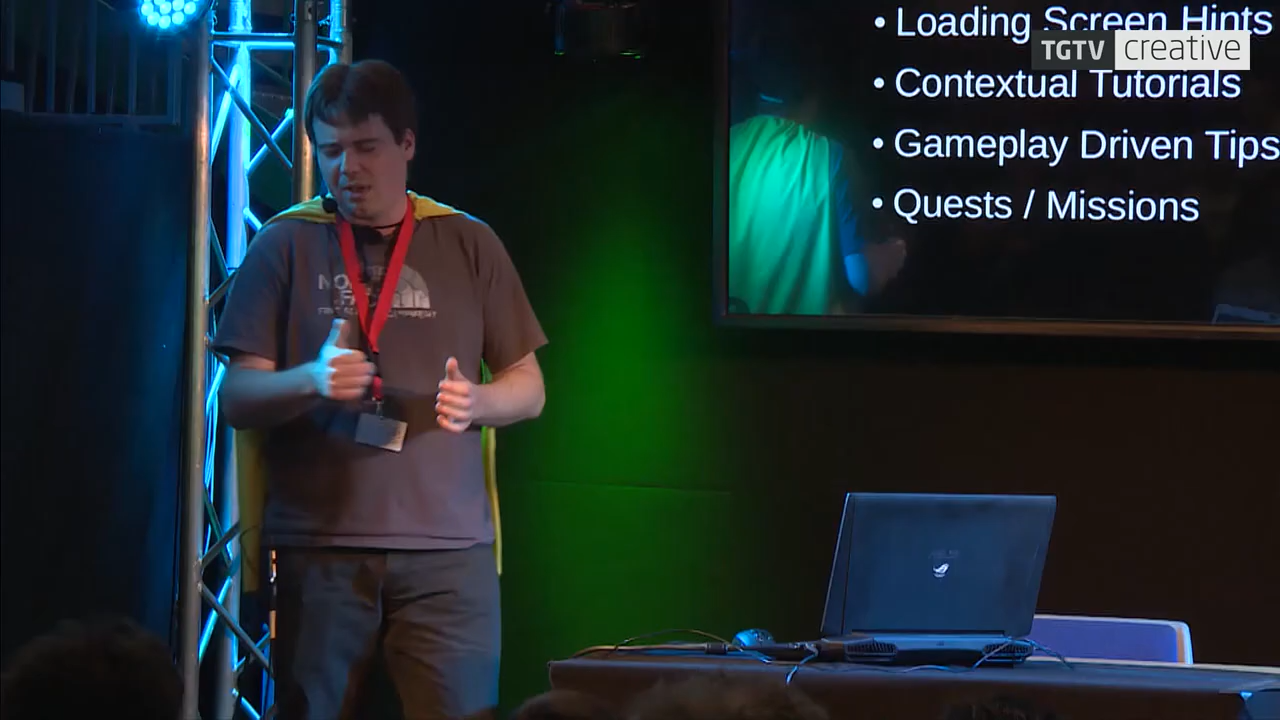 • Loading Screen Hints
TGTV creative
• Contextual Tutorials
• Gameplay Driven Tips
• Quests / Missions